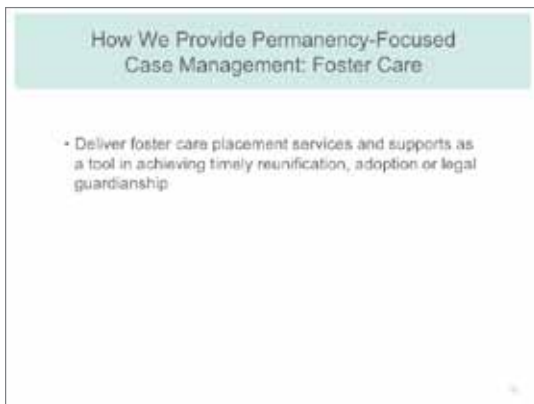 How We Provide Permanency-Focused
Case Management: Foster Care
• Deliver foster care placement services and supports as
a tool in achieving timely reunification, adoption or legal
guardianship